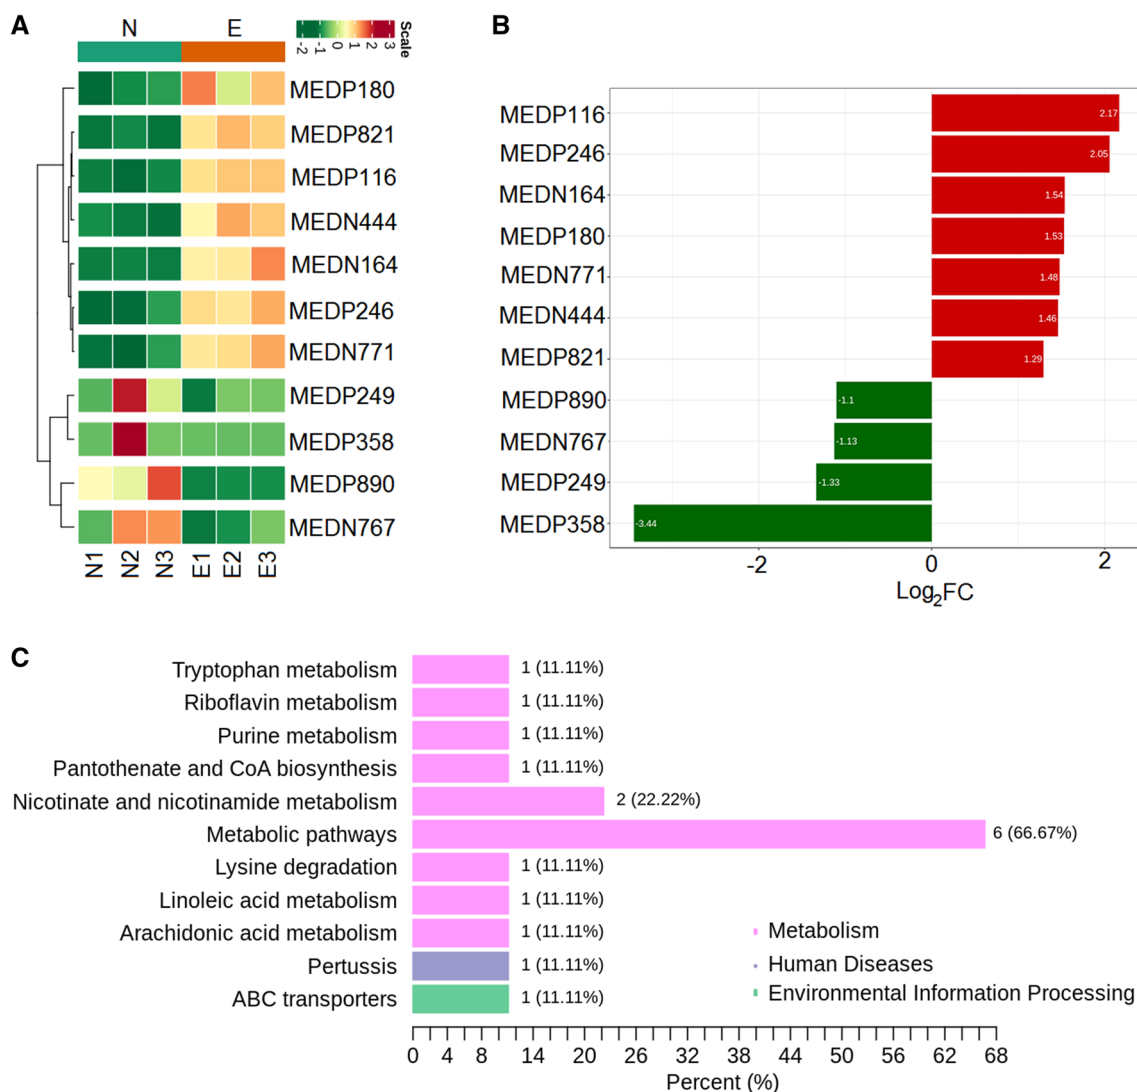 A
N E
-2 -1 0 1 2 3
Scale
MEDP180
MEDP821
MEDP116
MEDN444
MEDN164
MEDP246
MEDN771
MEDP249
MEDP358
MEDP890
MEDN767
N1 N2 N3 E1 E2 E3
B
MEDP116 2.17
MEDP246 2.05
MEDN164 1.54
MEDP180 1.53
MEDN771 1.48
MEDN444 1.46
MEDP821 1.29
MEDP890 -1.1
MEDN767 -1.13
MEDP249 -1.33
MEDP358 -3.44
-2 0 2
Log2FC
C
Tryptophan metabolism 1 (11.11%)
Riboflavin metabolism 1 (11.11%)
Purine metabolism 1 (11.11%)
Pantothenate and CoA biosynthesis 1 (11.11%)
Nicotinate and nicotinamide metabolism 2 (22.22%)
Metabolic pathways 6 (66.67%)
Lysine degradation 1 (11.11%)
Linoleic acid metabolism 1 (11.11%)
Arachidonic acid metabolism 1 (11.11%)
Pertussis 1 (11.11%)
ABC transporters 1 (11.11%)
Metabolism
Human Diseases
Environmental Information Processing
0 4 8 14 20 26 32 38 44 50 56 62 68
Percent (%)